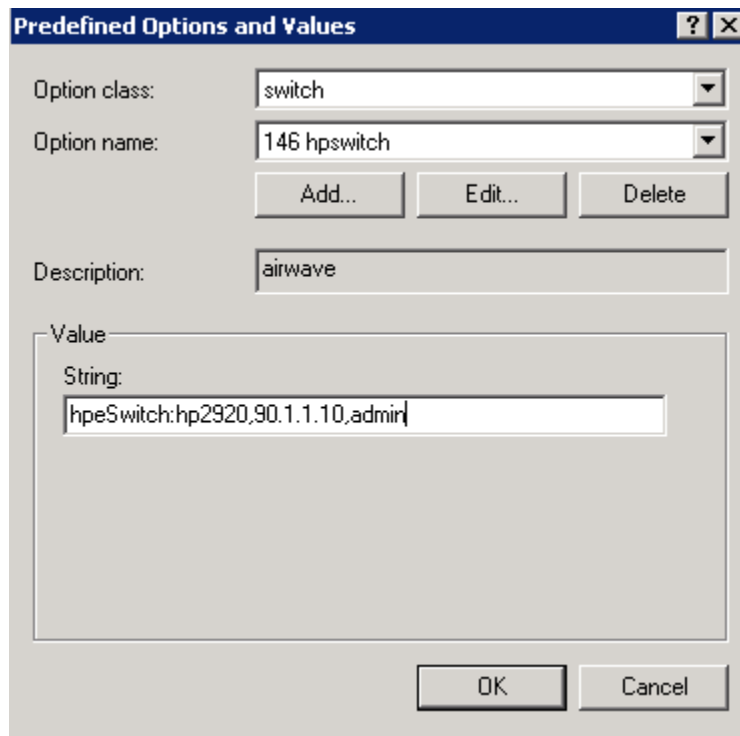 Predefined Options and Values
Option class: switch
Option name: 146 hpswitch
Add... Edit... Delete
Description: airwave
Value
String:
hpeSwitch:hp2920,90.1.1.10,admin
OK Cancel